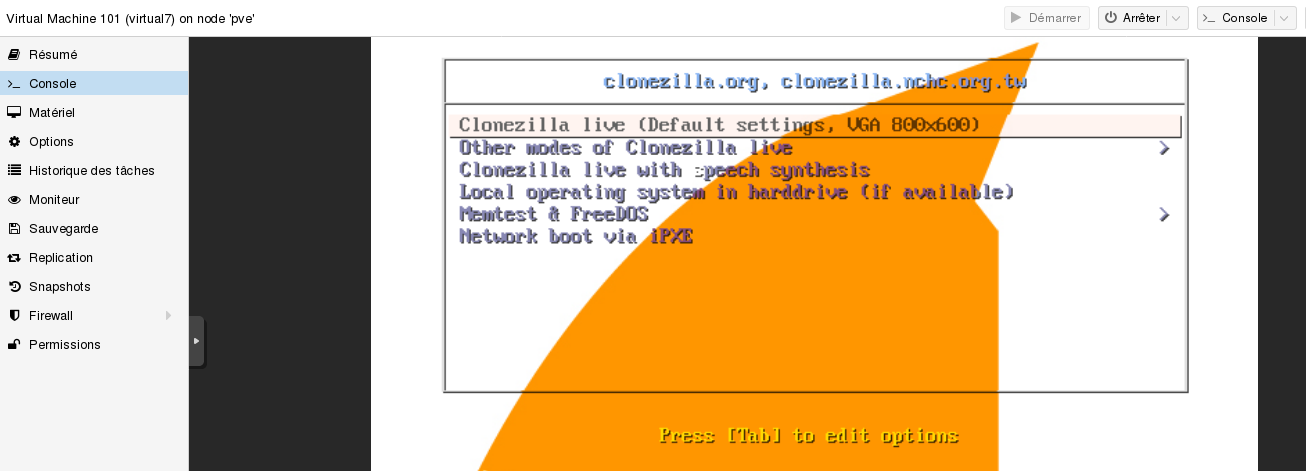 Virtual Machine 101 (virtual7) on node 'pve'
Démarrer
Arrêter
Console
Résumé
Console
Matériel
Options
Historique des tâches
Moniteur
Sauvegarde
Replication
Snapshots
Firewall
Permissions
clonezilla.org, clonezilla.nchc.org.tw
Clonezilla live (Default settings, VGA 800x600)
Other modes of Clonezilla live >
Clonezilla live with speech synthesis
Local operating system in harddrive (if available)
Memtest & FreeDOS >
Network boot via iPXE
Press [Tab] to edit options